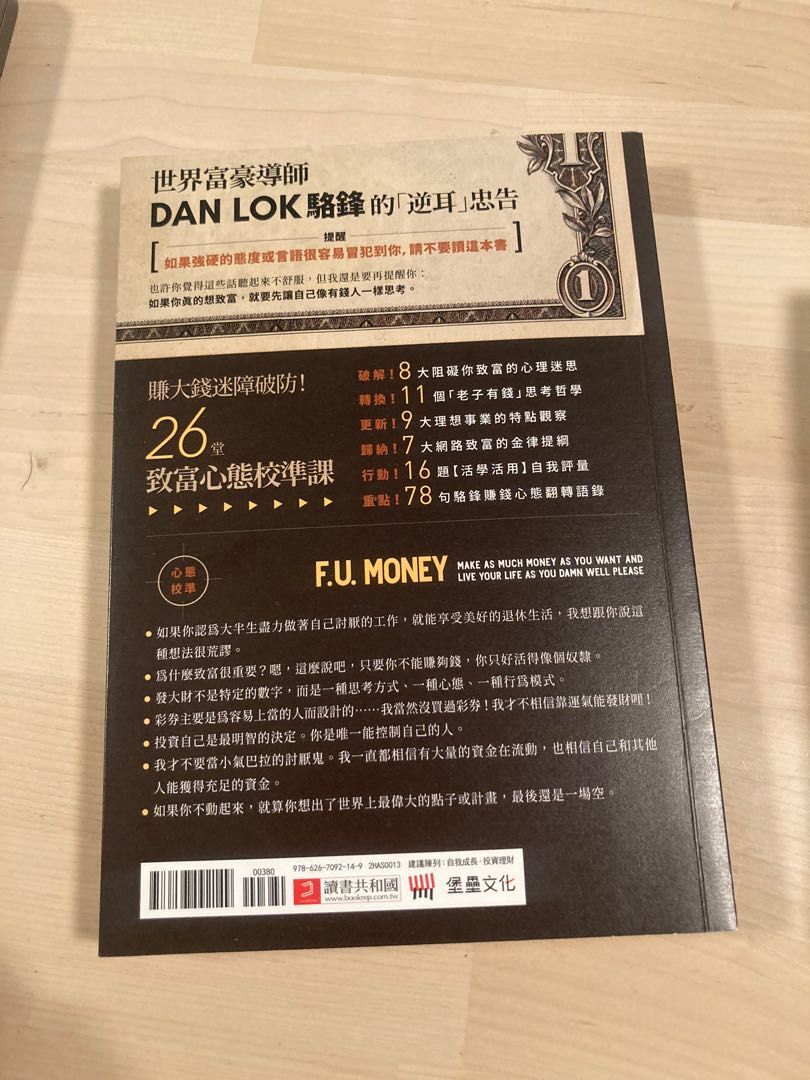 1
世界富豪導師
DAN LOK 駱鋒的「逆耳」忠告
提醒
如果強硬的態度或言語很容易冒犯到你，請不要讀這本書
也許你覺得這些話聽起來不舒服，但我還是要再提醒你：
如果你真的想致富，就要先讓自己像有錢人一樣思考。
1
賺大錢迷障破防！
26堂
致富心態校準課
破解！8大阻礙你致富的心理迷思
轉換！11個「老子有錢」思考哲學
更新！9大理想事業的特點觀察
歸納！7大網路致富的金律提綱
行動！16題【活學活用】自我評量
重點！78句駱鋒賺錢心態翻轉語錄
心態
校準
F.U. MONEY
MAKE AS MUCH MONEY AS YOU WANT AND
LIVE YOUR LIFE AS YOU DAMN WELL PLEASE
• 如果你認為大半生盡力做著自己討厭的工作，就能享受美好的退休生活，我想跟你說這
種想法很荒謬。
• 為什麼致富很重要？嗯，這麼說吧，只要你不能賺夠錢，你只好活得像個奴隸。
• 發大財不是特定的數字，而是一種思考方式、一種心態、一種行為模式。
• 彩券主要是為容易上當的人而設計的……我當然沒買過彩券！我才不相信靠運氣能發財哩！
• 投資自己是最明智的決定。你是唯一能控制自己的人。
• 我才不要當小氣巴拉的討厭鬼。我一直都相信有大量的資金在流動，也相信自己和其他
人能獲得充足的資金。
• 如果你不動起來，就算你想出了世界上最偉大的點子或計畫，最後還是一場空。
00380
978-626-7092-14-9 2HAS0013 建議陳列：自我成長·投資理財
讀書共和國
www.bookrep.com.tw
堡壘文化